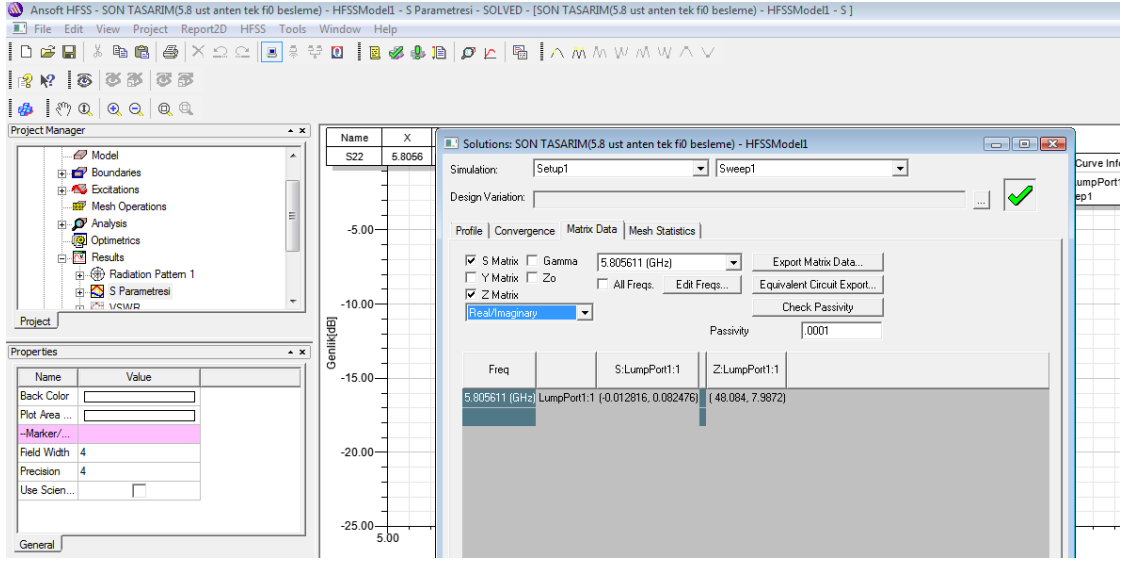 Ansoft HFSS - SON TASARIM(5.8 ust anten tek fi0 besleme) - HFSSModel1 - S Parametresi - SOLVED - [SON TASARIM(5.8 ust anten tek fi0 besleme) - HFSSModel1 - S ]
File Edit View Project Report2D HFSS Tools Window Help
Project Manager
Model
Boundaries
Excitations
Mesh Operations
Analysis
Optimetrics
Results
Radiation Pattern 1
S Parametresi
VSWR
Project
Properties
Name Value
Back Color
Plot Area ...
--Marker/...
Field Width 4
Precision 4
Use Scien...
General
Name X
S22 5.8056
-5.00
-10.00
-15.00
-20.00
-25.00
5.00
Genlik[dB]
Curve Info
LumpPort1
ep1
Solutions: SON TASARIM(5.8 ust anten tek fi0 besleme) - HFSSModel1
Simulation: Setup1 Sweep1
Design Variation: ...
Profile Convergence Matrix Data Mesh Statistics
S Matrix Gamma 5.805611 (GHz) Export Matrix Data...
Y Matrix Zo All Freqs. Edit Freqs... Equivalent Circuit Export...
Z Matrix Check Passivity
Real/Imaginary
Passivity .0001
Freq S:LumpPort1:1 Z:LumpPort1:1
5.805611 (GHz) LumpPort1:1 (-0.012816, 0.082476) ( 48.084, 7.9872)